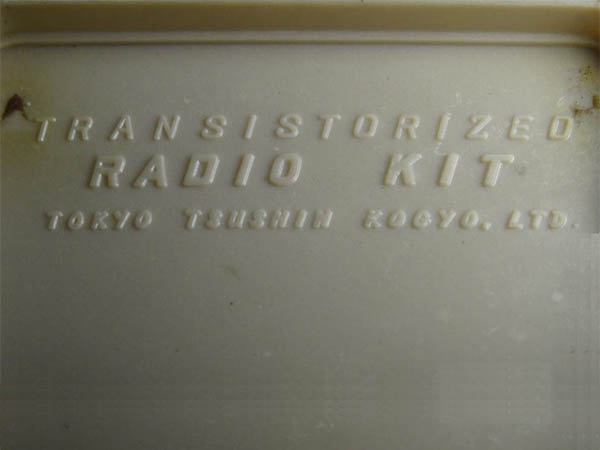 TRANSISTORIZED
RADIO KIT
TOKYO TSUSHIN KOGYO, LTD.